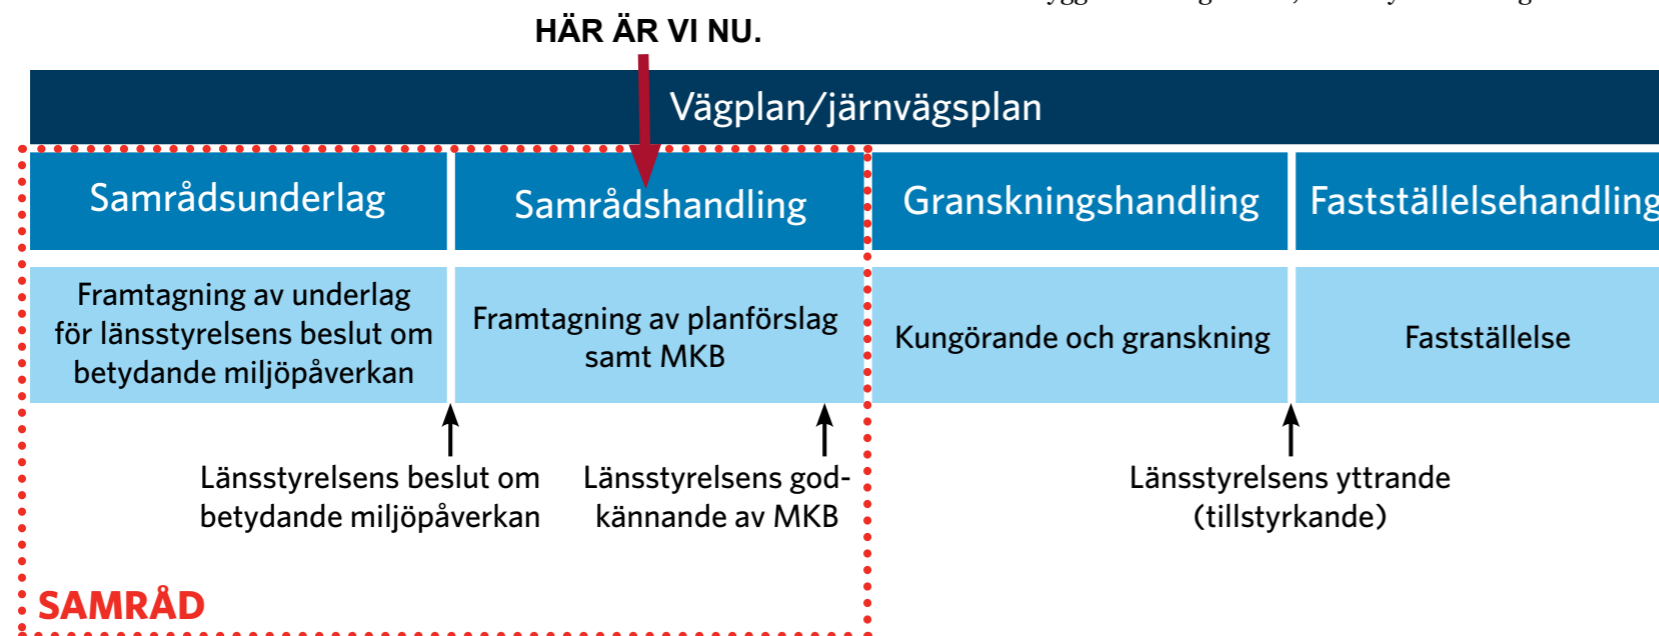 HÄR ÄR VI NU.
Vägplan/järnvägsplan
Samrådsunderlag
Samrådshandling
Granskningshandling
Fastställelsehandling
Framtagning av underlag
för länsstyrelsens beslut om
betydande miljöpåverkan
Framtagning av planförslag
samt MKB
Kungörande och granskning
Fastställelse
Länsstyrelsens beslut om
betydande miljöpåverkan
Länsstyrelsens god-
kännande av MKB
Länsstyrelsens yttrande
(tillstyrkande)
SAMRÅD